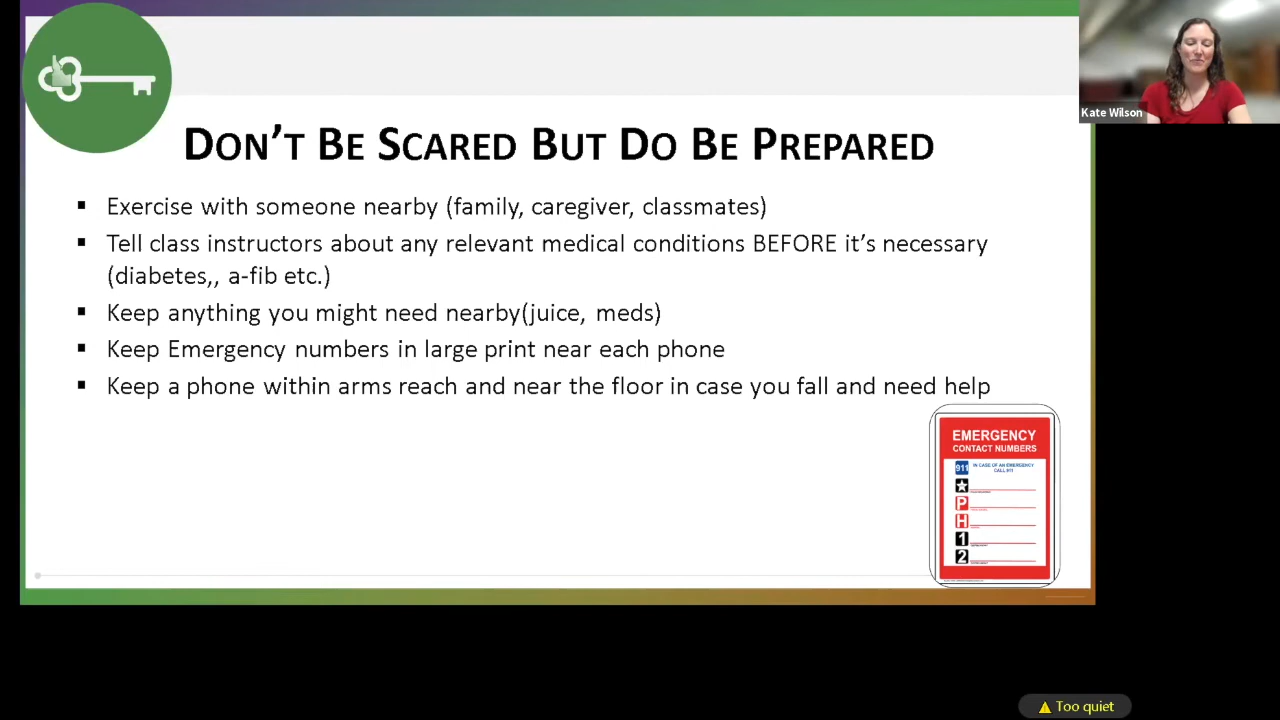 DON'T BE SCARED BUT DO BE PREPARED
▪ Exercise with someone nearby (family, caregiver, classmates)
▪ Tell class instructors about any relevant medical conditions BEFORE it's necessary
(diabetes,, a-fib etc.)
▪ Keep anything you might need nearby(juice, meds)
▪ Keep Emergency numbers in large print near each phone
▪ Keep a phone within arms reach and near the floor in case you fall and need help
Kate Wilson
EMERGENCY
CONTACT NUMBERS
911 IN CASE OF AN EMERGENCY
CALL 911
P
H
1
2
Too quiet